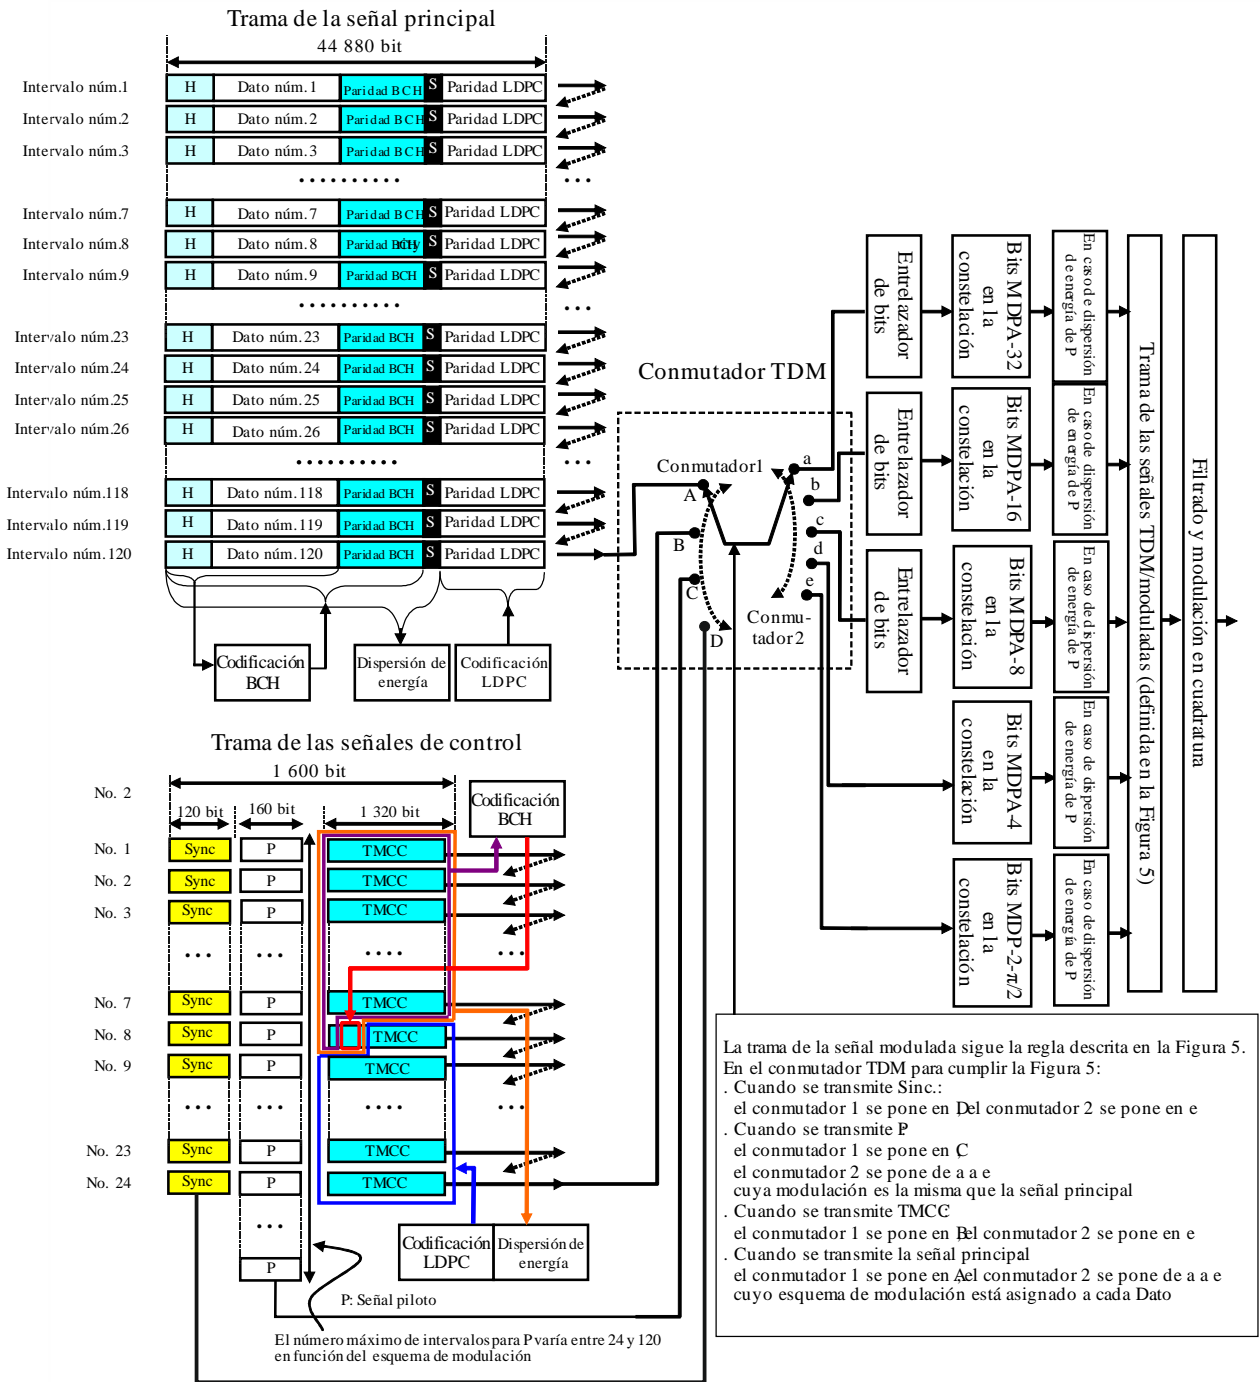 Trama de la señal principal
44 880 bit
Intervalo núm.1 H Dato núm.1 Paridad BCH S Paridad LDPC
Intervalo núm.2 H Dato núm.2 Paridad BCH S Paridad LDPC
Intervalo núm.3 H Dato núm.3 Paridad BCH S Paridad LDPC
.......... ...
Intervalo núm.7 H Dato núm.7 Paridad BCH S Paridad LDPC
Intervalo núm.8 H Dato núm.8 Paridad S Paridad LDPC
Intervalo núm.9 H Dato núm.9 Paridad BCH S Paridad LDPC
.......... ...
Intervalo núm.23 H Dato núm.23 Paridad BCH S Paridad LDPC
Intervalo núm.24 H Dato núm.24 Paridad BCH S Paridad LDPC
Intervalo núm.25 H Dato núm.25 Paridad BCH S Paridad LDPC
Intervalo núm.26 H Dato núm.26 Paridad BCH S Paridad LDPC
.......... ...
Intervalo núm.118 H Dato núm.118 Paridad BCH S Paridad LDPC
Intervalo núm.119 H Dato núm.119 Paridad BCH S Paridad LDPC
Intervalo núm.120 H Dato núm.120 Paridad BCH S Paridad LDPC
Codificación
BCH
Dispersión de
energía
Codificación
LDPC
Conmutador TDM
Conmutador1
A
B
C
D
a
b
c
d
e
Conmu-
tador2
Entrelazador
de bits
Bits MDPA-32
en la
constelación
En caso de dispersión
de energía de P
Entrelazador
de bits
Bits MDPA-16
en la
constelación
En caso de dispersión
de energía de P
Entrelazador
de bits
Bits MDPA-8
en la
constelación
En caso de dispersión
de energía de P
Bits MDPA-4
en la
constelación
En caso de dispersión
de energía de P
Bits MDP-2-π/2
en la
constelación
En caso de dispersión
de energía de P
Trama de las señales TDM/moduladas (definida en la Figura 5)
Filtrado y modulación en cuadratura
Trama de las señales de control
1 600 bit
No. 2
120 bit 160 bit 1 320 bit
Codificación
BCH
No. 1 Sync P TMCC
No. 2 Sync P TMCC
No. 3 Sync P TMCC
... ... .... ...
No. 7 Sync P TMCC
No. 8 Sync P TMCC
No. 9 Sync P TMCC
... ... .... ...
No. 23 Sync P TMCC
No. 24 Sync P TMCC
...
P
Codificación
LDPC
Dispersión de
energía
P: Señal piloto
El número máximo de intervalos para P varía entre 24 y 120
en función del esquema de modulación
La trama de la señal modulada sigue la regla descrita en la Figura 5.
En el conmutador TDM para cumplir la Figura 5:
. Cuando se transmite Sinc.:
el conmutador 1 se pone en D, el conmutador 2 se pone en e
. Cuando se transmite P
el conmutador 1 se pone en C,
el conmutador 2 se pone de a a e
cuya modulación es la misma que la señal principal
. Cuando se transmite TMCC
el conmutador 1 se pone en B, el conmutador 2 se pone en e
. Cuando se transmite la señal principal
el conmutador 1 se pone en A, el conmutador 2 se pone de a a e
cuyo esquema de modulación está asignado a cada Dato